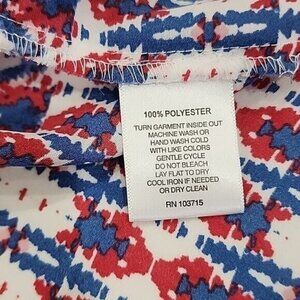 100% POLYESTER
TURN GARMENT INSIDE OUT
MACHINE WASH OR
HAND WASH COLD
WITH LIKE COLORS
GENTLE CYCLE
DO NOT BLEACH
LAY FLAT TO DRY
COOL IRON IF NEEDED
OR DRY CLEAN
RN 103715